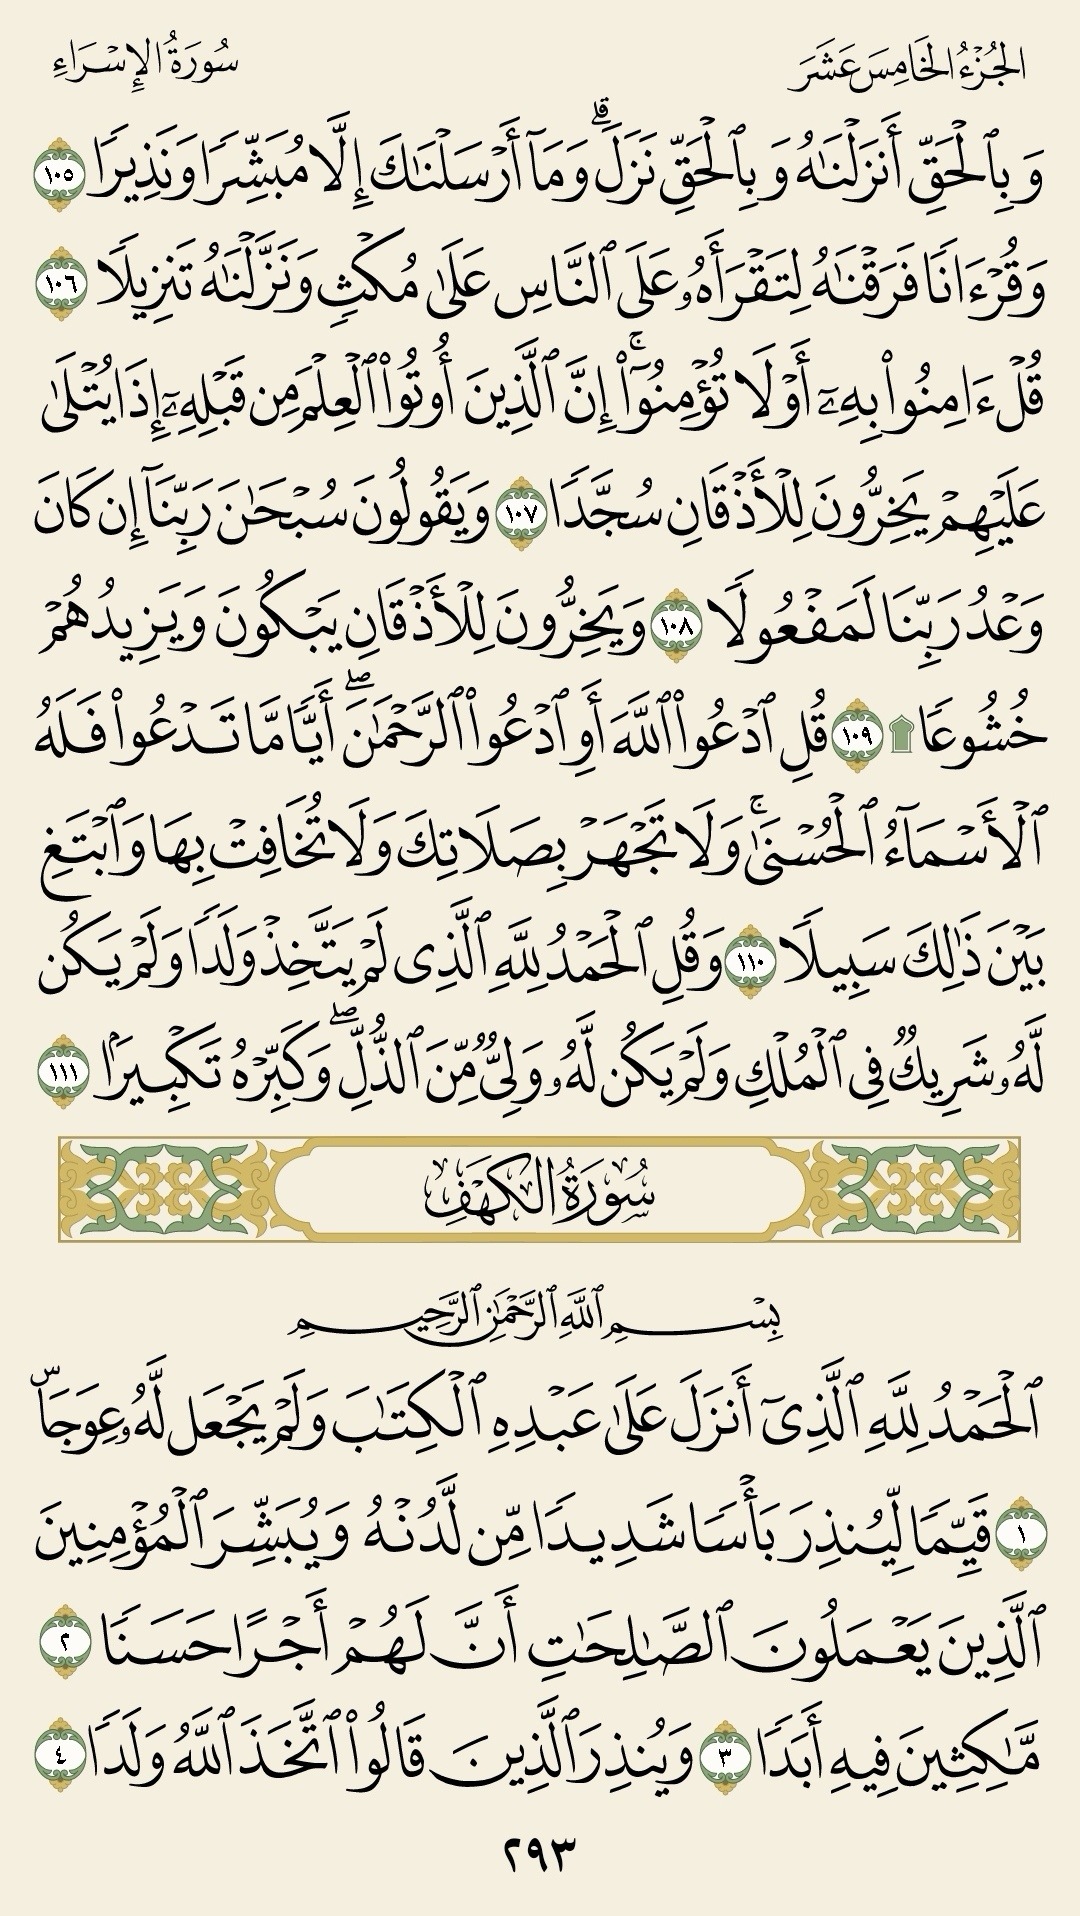 الجُزْءُ الخَامِسَ عَشَرَ
سُورَةُ الإِسْرَاءِ
وَبِٱلْحَقِّ أَنزَلْنَٰهُ وَبِٱلْحَقِّ نَزَلَ ۗ وَمَآ أَرْسَلْنَٰكَ إِلَّا مُبَشِّرًا وَنَذِيرًا ١٠٥
وَقُرْءَانًا فَرَقْنَٰهُ لِتَقْرَأَهُۥ عَلَى ٱلنَّاسِ عَلَىٰ مُكْثٍ وَنَزَّلْنَٰهُ تَنزِيلًا ١٠٦
قُلْ ءَامِنُوا۟ بِهِۦٓ أَوْ لَا تُؤْمِنُوٓا۟ ۚ إِنَّ ٱلَّذِينَ أُوتُوا۟ ٱلْعِلْمَ مِن قَبْلِهِۦٓ إِذَا يُتْلَىٰ
عَلَيْهِمْ يَخِرُّونَ لِلْأَذْقَانِ سُجَّدًا ١٠٧ وَيَقُولُونَ سُبْحَٰنَ رَبِّنَآ إِن كَانَ
وَعْدُ رَبِّنَا لَمَفْعُولًا ١٠٨ وَيَخِرُّونَ لِلْأَذْقَانِ يَبْكُونَ وَيَزِيدُهُمْ
خُشُوعًا ۩ ١٠٩ قُلِ ٱدْعُوا۟ ٱللَّهَ أَوِ ٱدْعُوا۟ ٱلرَّحْمَٰنَ ۖ أَيًّا مَّا تَدْعُوا۟ فَلَهُ
ٱلْأَسْمَآءُ ٱلْحُسْنَىٰ ۚ وَلَا تَجْهَرْ بِصَلَاتِكَ وَلَا تُخَافِتْ بِهَا وَٱبْتَغِ
بَيْنَ ذَٰلِكَ سَبِيلًا ١١٠ وَقُلِ ٱلْحَمْدُ لِلَّهِ ٱلَّذِى لَمْ يَتَّخِذْ وَلَدًا وَلَمْ يَكُن
لَّهُۥ شَرِيكٌ فِى ٱلْمُلْكِ وَلَمْ يَكُن لَّهُۥ وَلِىٌّ مِّنَ ٱلذُّلِّ ۖ وَكَبِّرْهُ تَكْبِيرًۢا ١١١
سُورَةُ الكَهْفِ
بِسْمِ ٱللَّهِ ٱلرَّحْمَٰنِ ٱلرَّحِيمِ
ٱلْحَمْدُ لِلَّهِ ٱلَّذِىٓ أَنزَلَ عَلَىٰ عَبْدِهِ ٱلْكِتَٰبَ وَلَمْ يَجْعَل لَّهُۥ عِوَجَا ۜ
١ قَيِّمًا لِّيُنذِرَ بَأْسًا شَدِيدًا مِّن لَّدُنْهُ وَيُبَشِّرَ ٱلْمُؤْمِنِينَ
ٱلَّذِينَ يَعْمَلُونَ ٱلصَّٰلِحَٰتِ أَنَّ لَهُمْ أَجْرًا حَسَنًا ٢
مَّٰكِثِينَ فِيهِ أَبَدًا ٣ وَيُنذِرَ ٱلَّذِينَ قَالُوا۟ ٱتَّخَذَ ٱللَّهُ وَلَدًا ٤
٢٩٣